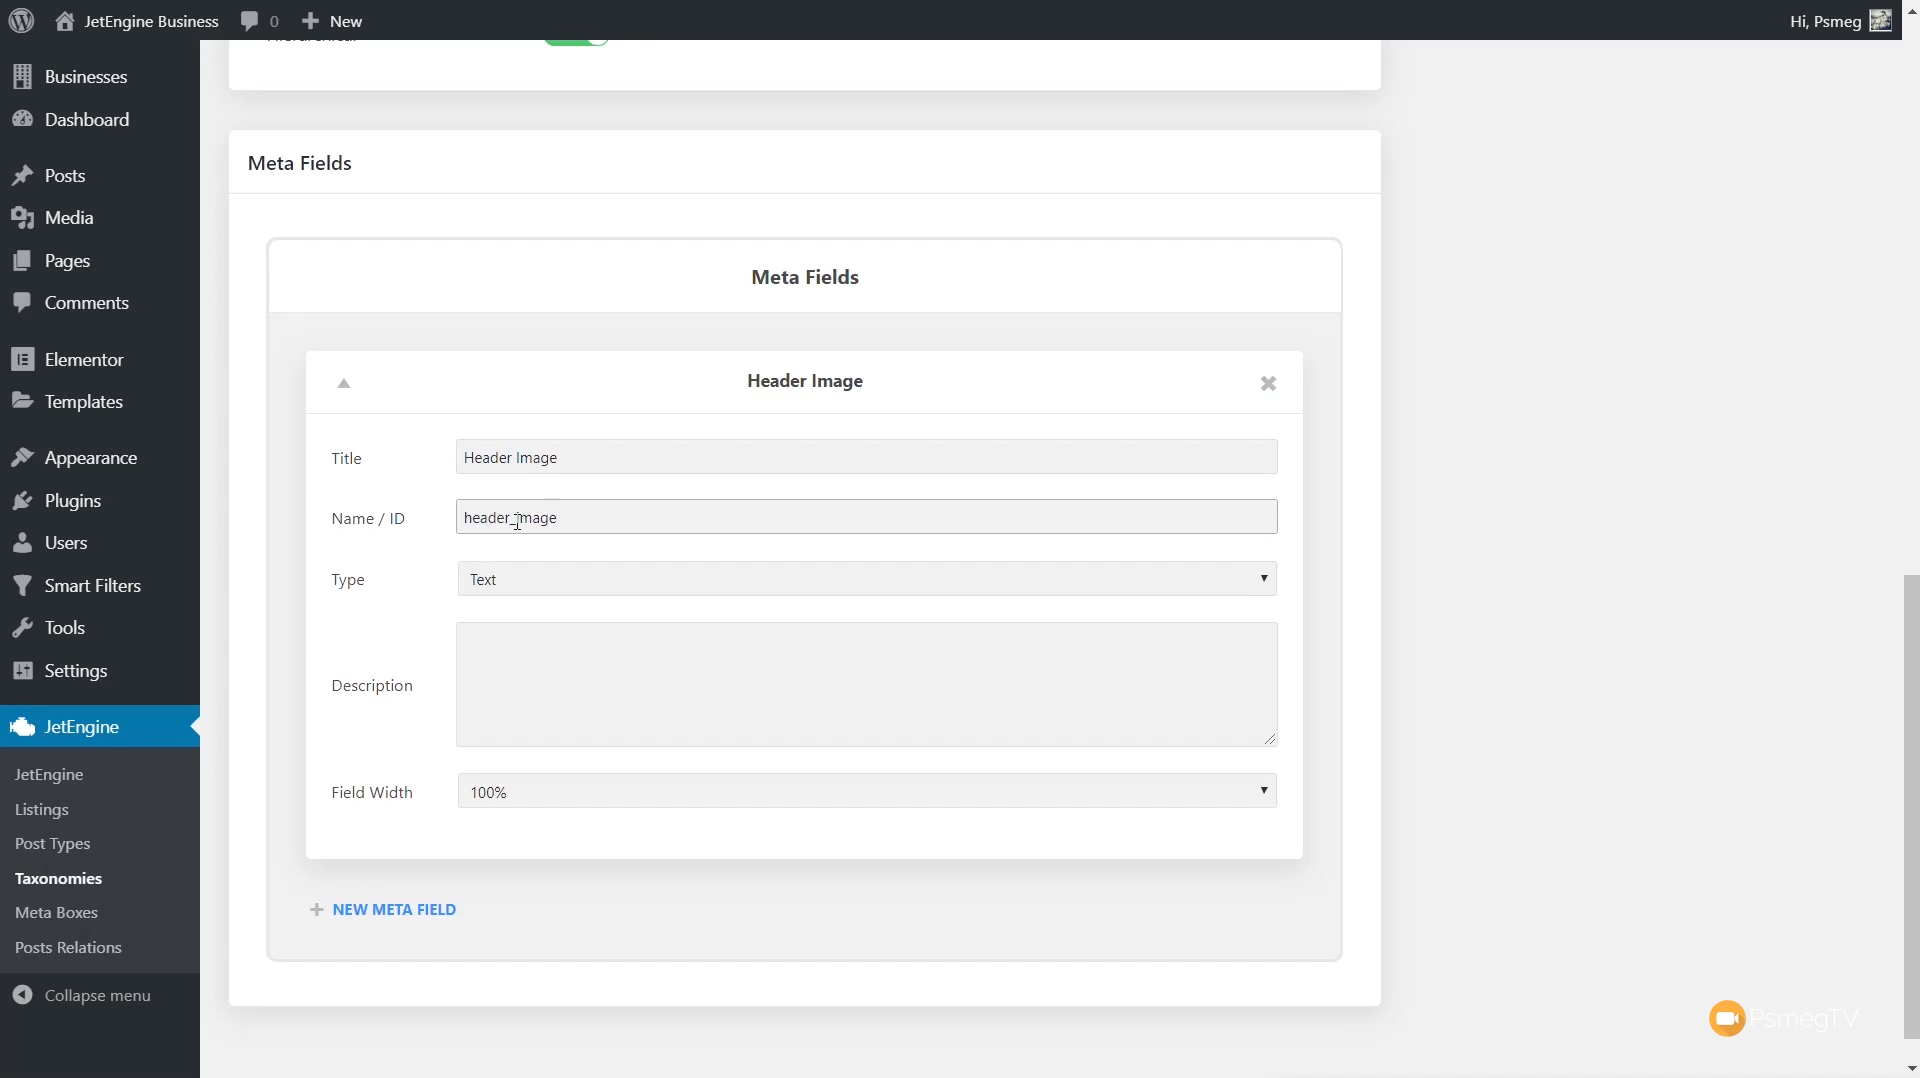 JetEngine Business
0
New
Hi, Psmeg
Businesses
Dashboard
Posts
Media
Pages
Comments
Elementor
Templates
Appearance
Plugins
Users
Smart Filters
Tools
Settings
JetEngine
JetEngine
Listings
Post Types
Taxonomies
Meta Boxes
Posts Relations
Collapse menu
Meta Fields
Meta Fields
Header Image
Title
Header Image
Name / ID
header_image
Type
Text
Description
Field Width
100%
NEW META FIELD
PsmegTV